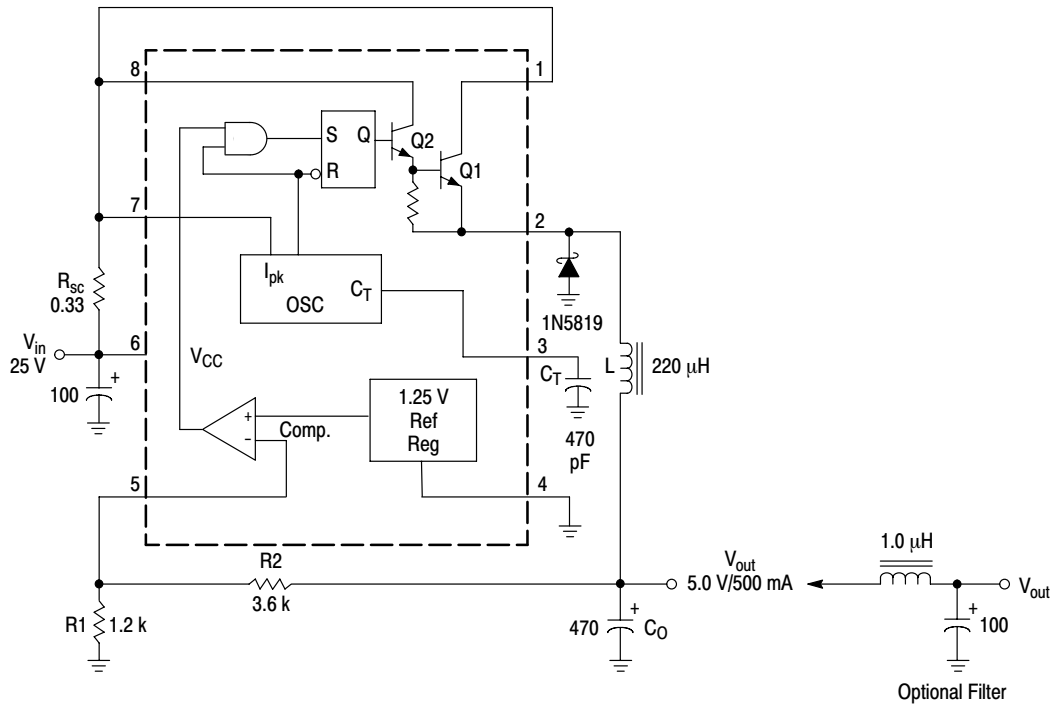 8
1
S Q
R
Q2
Q1
7
2
Ipk
CT
OSC
Rsc
0.33
1N5819
Vin
25 V
6
VCC
3
CT
L
220 µH
100
+
470
pF
1.25 V
Ref
Reg
+
–
Comp.
5
4
R2
3.6 k
R1
1.2 k
Vout
5.0 V/500 mA
1.0 µH
Vout
470
+
CO
+
100
Optional Filter